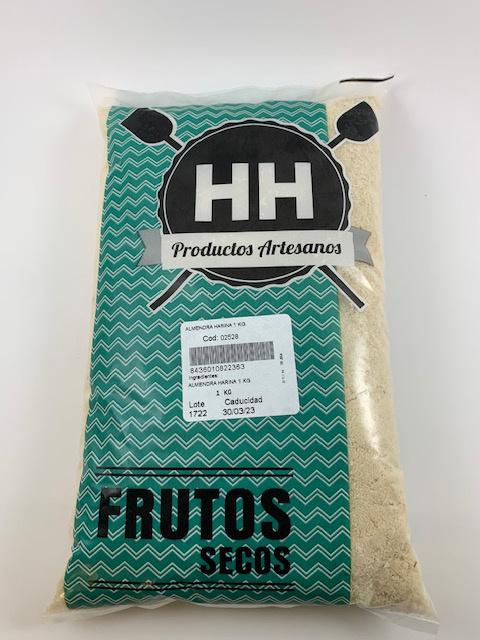 HH
Productos Artesanos
ALMENDRA HARINA 1 KG.
Cod: 02528
8436010822363
Ingredientes:
ALMENDRA HARINA 1 KG
1 KG
Lote Caducidad
1722 30/03/23
FRUTOS
SECOS